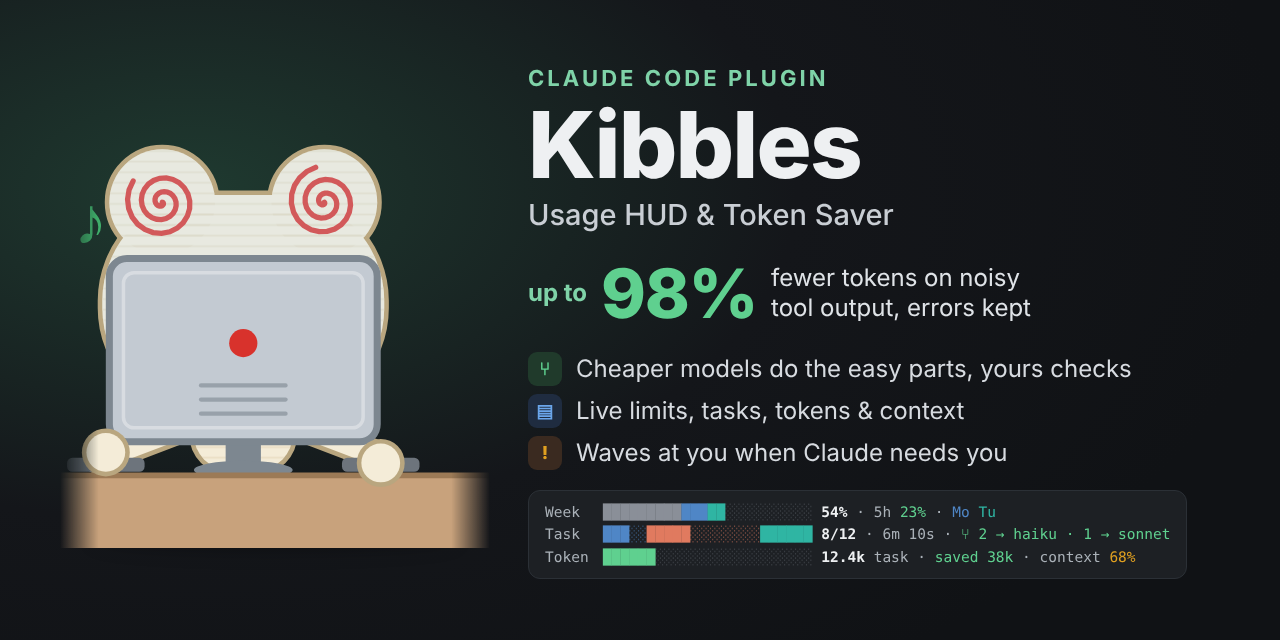 CLAUDE CODE PLUGIN
Kibbles
Usage HUD & Token Saver
up to 98% fewer tokens on noisy
tool output, errors kept
Cheaper models do the easy parts, yours checks
Live limits, tasks, tokens & context
! Waves at you when Claude needs you
Week 54% · 5h 23% · Mo Tu
Task 8/12 · 6m 10s · ⑂ 2 → haiku · 1 → sonnet
Token 12.4k task · saved 38k · context 68%